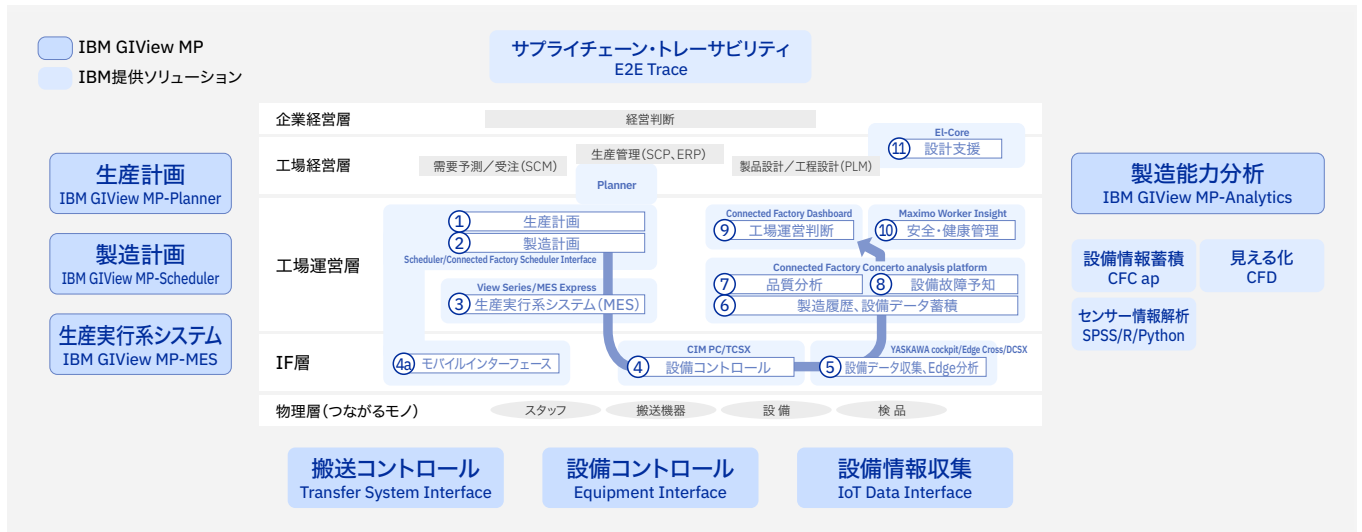 IBM GIView MP
IBM提供ソリューション
サプライチェーン・トレーサビリティ
E2E Trace
企業経営層
経営判断
工場経営層
需要予測／受注（SCM）
生産管理（SCP、ERP）
製品設計／工程設計（PLM）
El-Core
⑪ 設計支援
Planner
工場運営層
① 生産計画
② 製造計画
Scheduler/Connected Factory Scheduler Interface
View Series/MES Express
③ 生産実行系システム（MES）
Connected Factory Dashboard
⑨ 工場運営判断
Maximo Worker Insight
⑩ 安全・健康管理
Connected Factory Concerto analysis platform
⑦ 品質分析
⑧ 設備故障予知
⑥ 製造履歴、設備データ蓄積
IF層
4a モバイルインターフェース
CIM PC/TCSX
④ 設備コントロール
YASKAWA cockpit/Edge Cross/DCSX
⑤ 設備データ収集、Edge分析
物理層（つながるモノ）
スタッフ
搬送機器
設 備
検 品
生産計画
IBM GIView MP-Planner
製造計画
IBM GIView MP-Scheduler
生産実行系システム
IBM GIView MP-MES
製造能力分析
IBM GIView MP-Analytics
設備情報蓄積
CFC ap
見える化
CFD
センサー情報解析
SPSS/R/Python
搬送コントロール
Transfer System Interface
設備コントロール
Equipment Interface
設備情報収集
IoT Data Interface